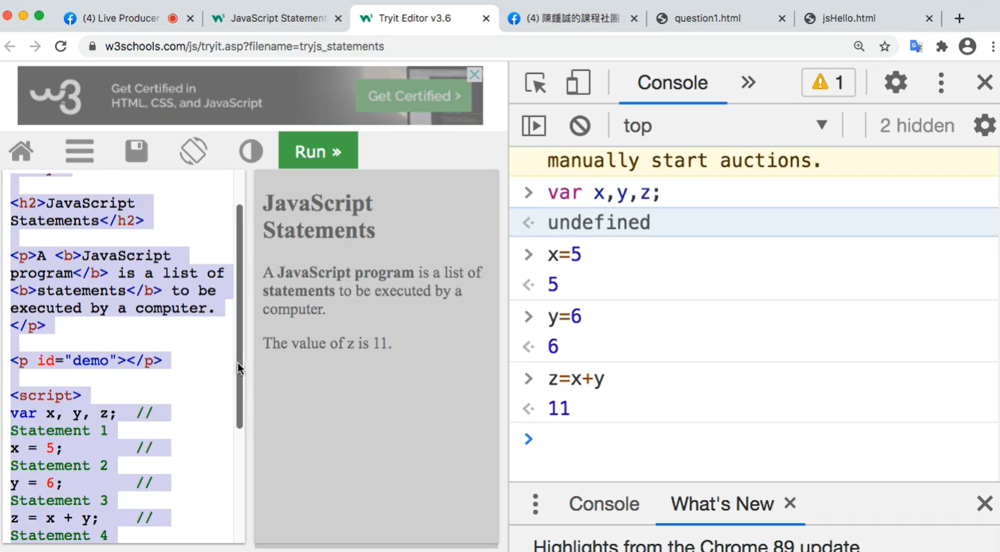 (4) Live Producer
JavaScript Statement
Tryit Editor v3.6
(4) 陳鍾誠的課程社團
question1.html
jsHello.html
w3schools.com/js/tryit.asp?filename=tryjs_statements
w3
Get Certified in
HTML, CSS, and JavaScript
Get Certified >
Run »
<h2>JavaScript
Statements</h2>
<p>A <b>JavaScript
program</b> is a list of
<b>statements</b> to be
executed by a computer.
</p>
<p id="demo"></p>
<script>
var x, y, z;  //
Statement 1
x = 5;        //
Statement 2
y = 6;        //
Statement 3
z = x + y;    //
Statement 4
JavaScript
Statements
A JavaScript program is a list of
statements to be executed by a
computer.
The value of z is 11.
Console
1
top
2 hidden
manually start auctions.
> var x,y,z;
undefined
> x=5
5
> y=6
6
> z=x+y
11
>
Console
What's New
Highlights from the Chrome 89 update